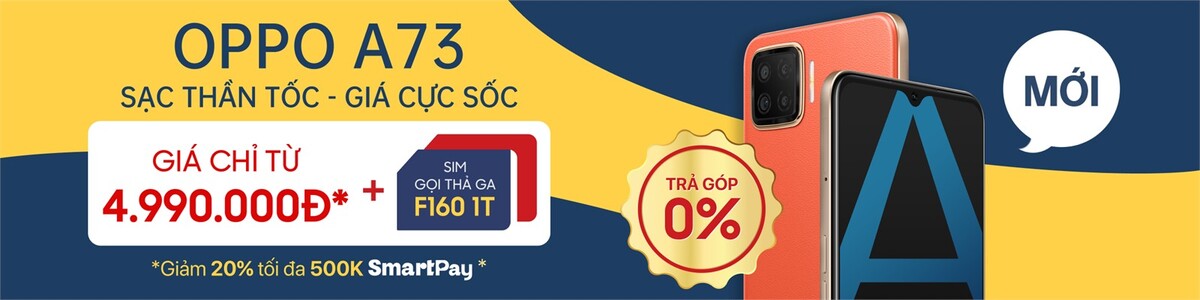 OPPO A73
SẠC THẦN TỐC - GIÁ CỰC SỐC
GIÁ CHỈ TỪ
4.990.000Đ*
+
SIM
GỌI THẢ GA
F160 1T
*Giảm 20% tối đa 500K SmartPay *
TRẢ GÓP
0%
MỚI